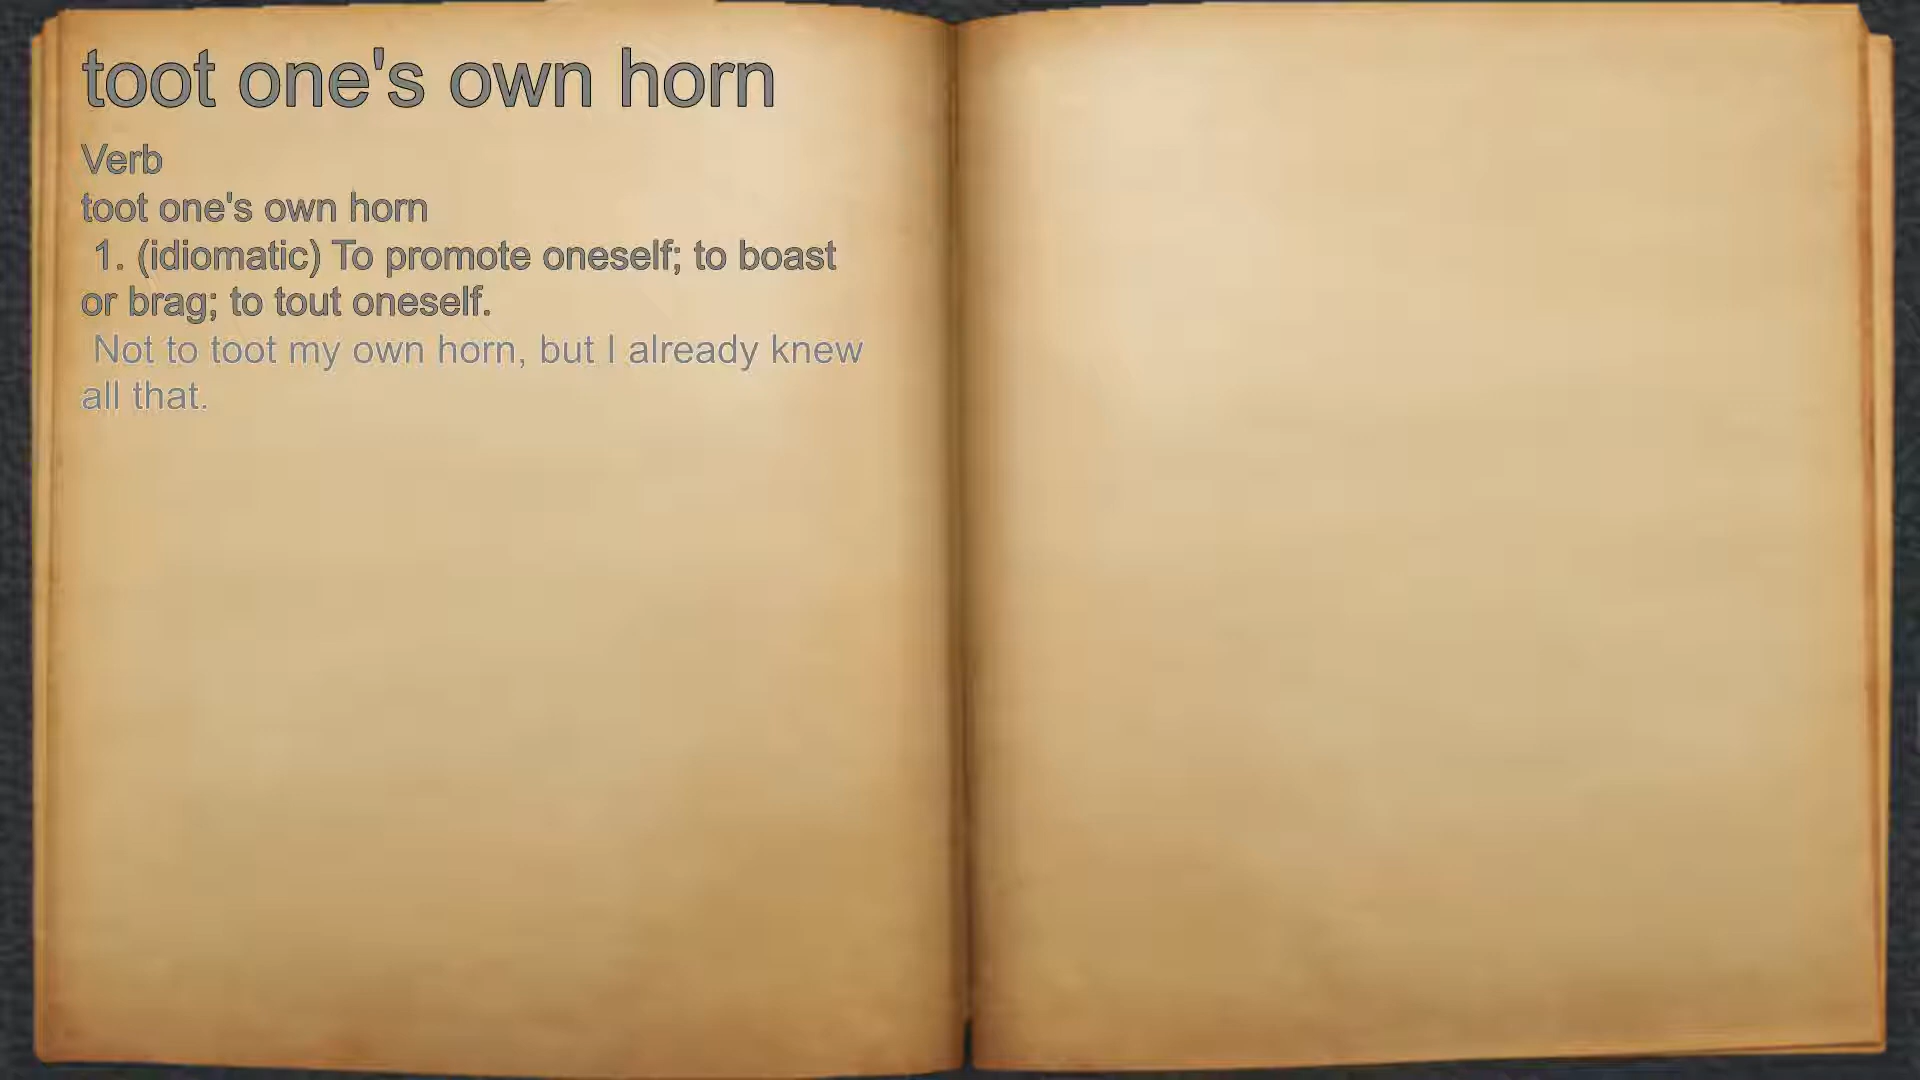 toot one's own horn
Verb
toot one's own horn
1. (idiomatic) To promote oneself; to boast
or brag; to tout oneself.
Not to toot my own horn, but I already knew
all that.